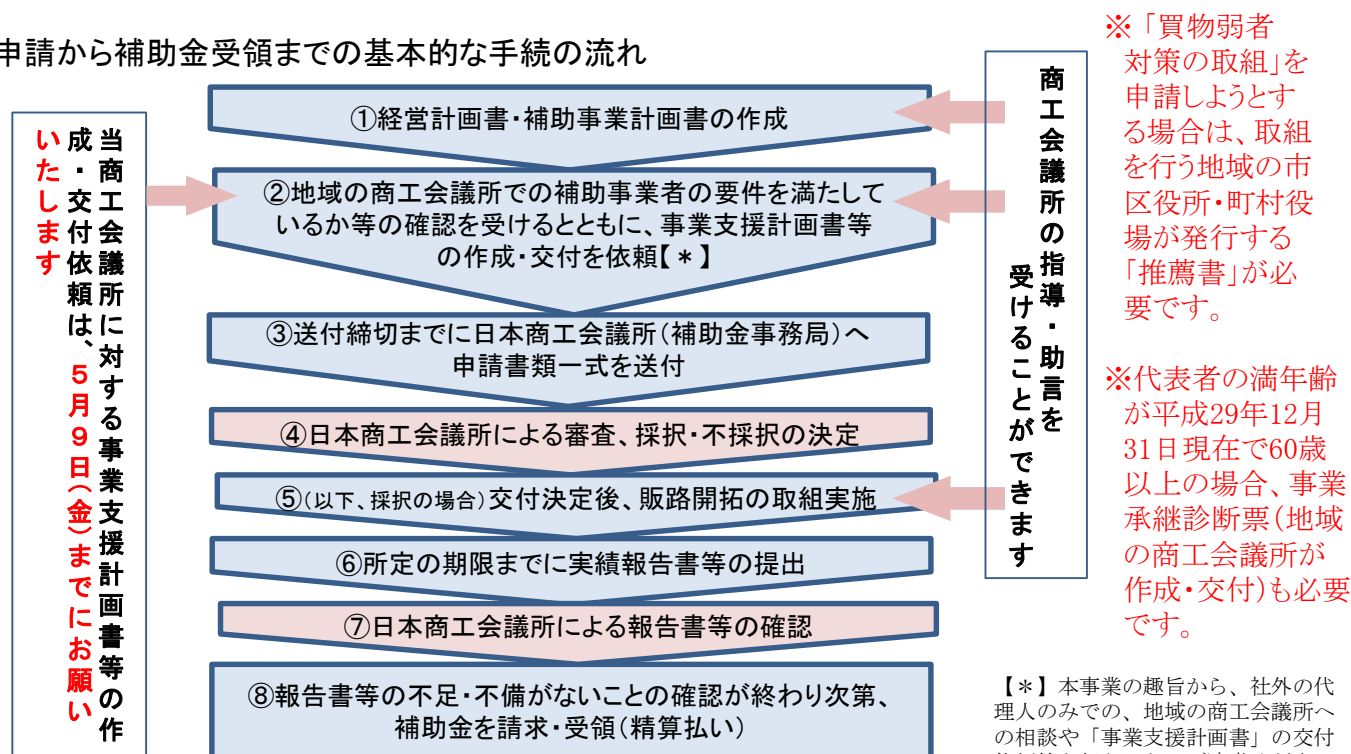 申請から補助金受領までの基本的な手続の流れ
当商工会議所に対する事業支援計画書等の作
成・交付依頼は、５月９日（金）までにお願い
いたします
①経営計画書・補助事業計画書の作成
②地域の商工会議所での補助事業者の要件を満たして
いるか等の確認を受けるとともに、事業支援計画書等
の作成・交付を依頼【＊】
③送付締切までに日本商工会議所（補助金事務局）へ
申請書類一式を送付
④日本商工会議所による審査、採択・不採択の決定
⑤（以下、採択の場合）交付決定後、販路開拓の取組実施
⑥所定の期限までに実績報告書等の提出
⑦日本商工会議所による報告書等の確認
⑧報告書等の不足・不備がないことの確認が終わり次第、
補助金を請求・受領（精算払い）
商工会議所の指導・助言を
受けることができます
※「買物弱者
対策の取組」を
申請しようとす
る場合は、取組
を行う地域の市
区役所・町村役
場が発行する
「推薦書」が必
要です。
※代表者の満年齢
が平成29年12月
31日現在で60歳
以上の場合、事業
承継診断票（地域
の商工会議所が
作成・交付）も必要
です。
【＊】本事業の趣旨から、社外の代
理人のみでの、地域の商工会議所へ
の相談や「事業支援計画書」の交付